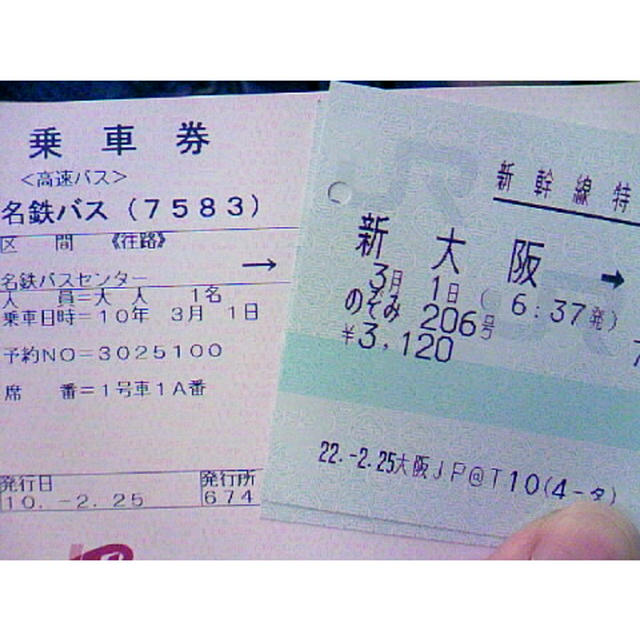 乗車券
<高速バス>
名鉄バス(7583)
区間 《往路》
名鉄バスセンター →
人員=大人 1名
乗車日時=10年 3月 1日
予約NO=3025100
席番=1号車1A番
発行日 発行所
10.-2.25 674
新幹線特
新大阪 →
3月 1日( 6:37発)
のぞみ 206号
¥3,120
22.-2.25大阪JP@T10(4-タ)